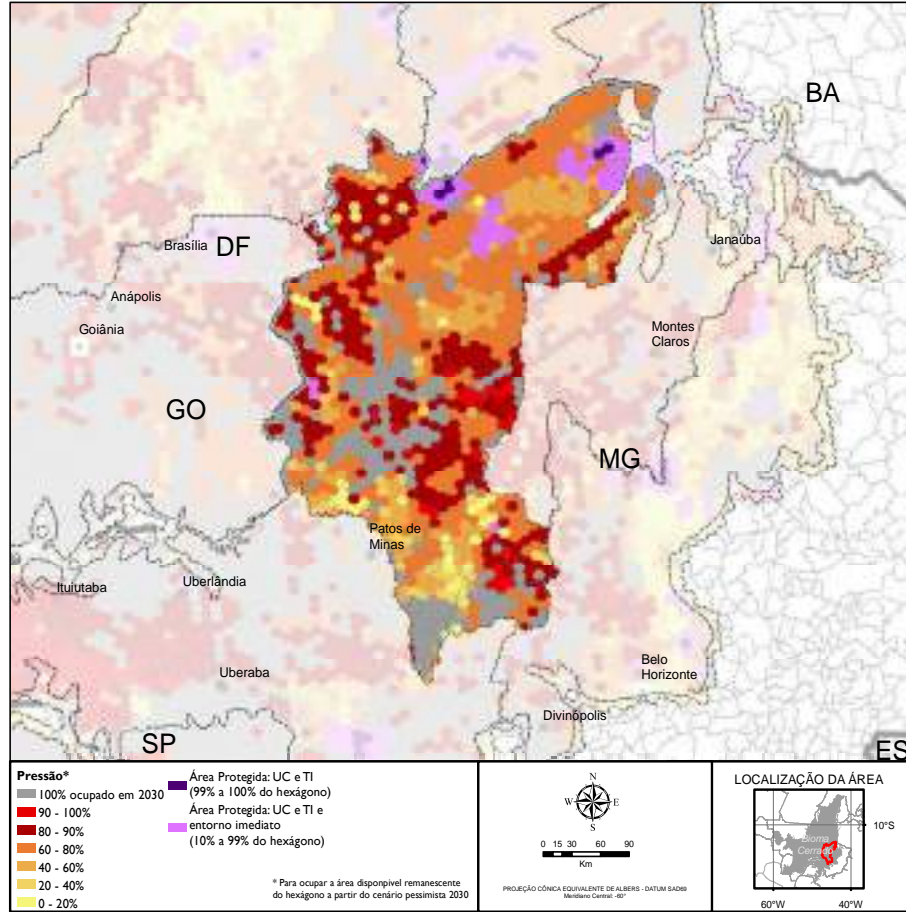 BA
Brasília
DF
Janaúba
Anápolis
Goiânia
Montes
Claros
GO
MG
Patos de
Minas
Ituiutaba
Uberlândia
Uberaba
Belo
Horizonte
Divinópolis
SP
ES
Pressão*
100% ocupado em 2030
90 - 100%
80 - 90%
60 - 80%
40 - 60%
20 - 40%
0 - 20%
Área Protegida: UC e TI
(99% a 100% do hexágono)
Área Protegida: UC e TI e
entorno imediato
(10% a 99% do hexágono)
* Para ocupar a área disponpivel remanescente
do hexágono a partir do cenário pessimista 2030
N
W E
S
0 15 30 60 90
Km
PROJEÇÃO CÔNICA EQUIVALENTE DE ALBERS - DATUM SAD69
Meridiano Central: -60°
LOCALIZAÇÃO DA ÁREA
Bioma
Cerrado
10°S
60°W 40°W